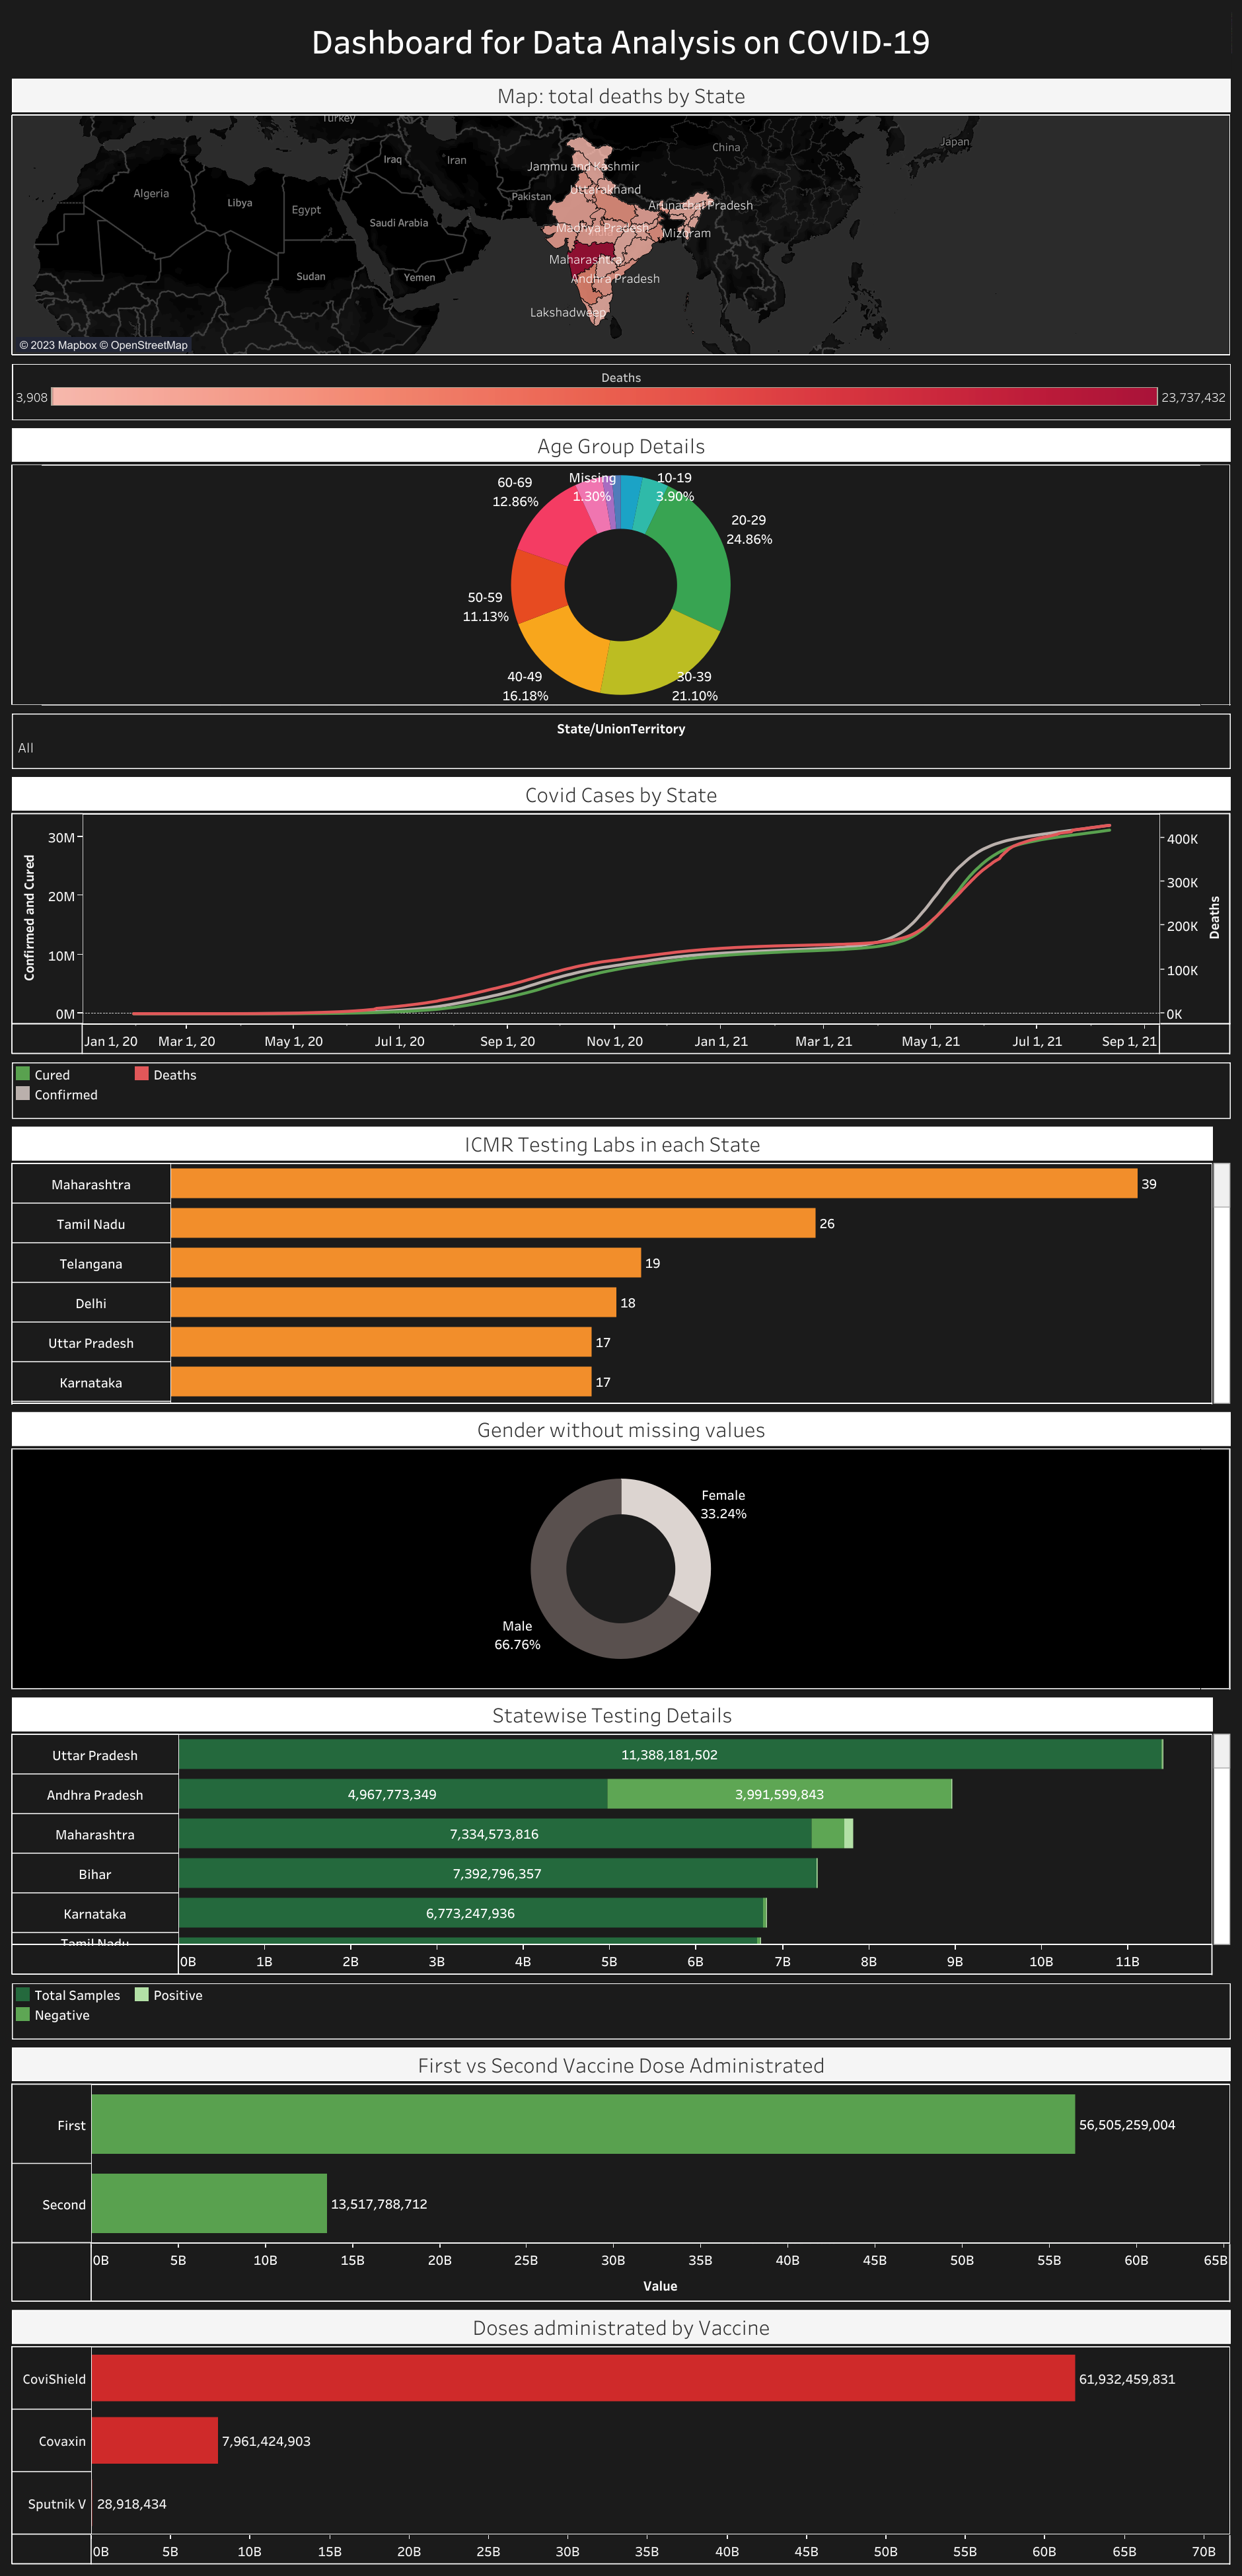 Dashboard for Data Analysis on COVID-19
Map: total deaths by State
Turkey
Japan
China
Iraq
Iran
Jammu and Kashmir
Algeria
Uttarakhand
Pakistan
Libya
Arunachal Pradesh
Egypt
Saudi Arabia
Madhya Pradesh
Mizoram
Maharashtra
Sudan
Yemen
Andhra Pradesh
Lakshadweep
© 2023 Mapbox © OpenStreetMap
Deaths
3,908
23,737,432
Age Group Details
Missing
1.30%
10-19
3.90%
60-69
12.86%
20-29
24.86%
50-59
11.13%
40-49
16.18%
30-39
21.10%
State/UnionTerritory
All
Covid Cases by State
Confirmed and Cured
30M
20M
10M
0M
400K
300K
200K
100K
0K
Deaths
Jan 1, 20 Mar 1, 20 May 1, 20 Jul 1, 20 Sep 1, 20 Nov 1, 20 Jan 1, 21 Mar 1, 21 May 1, 21 Jul 1, 21 Sep 1, 21
Cured Deaths
Confirmed
ICMR Testing Labs in each State
Maharashtra 39
Tamil Nadu 26
Telangana 19
Delhi 18
Uttar Pradesh 17
Karnataka 17
Gender without missing values
Female
33.24%
Male
66.76%
Statewise Testing Details
Uttar Pradesh 11,388,181,502
Andhra Pradesh 4,967,773,349 3,991,599,843
Maharashtra 7,334,573,816
Bihar 7,392,796,357
Karnataka 6,773,247,936
Tamil Nadu
0B 1B 2B 3B 4B 5B 6B 7B 8B 9B 10B 11B
Total Samples Positive
Negative
First vs Second Vaccine Dose Administrated
First 56,505,259,004
Second 13,517,788,712
0B 5B 10B 15B 20B 25B 30B 35B 40B 45B 50B 55B 60B 65B
Value
Doses administrated by Vaccine
CoviShield 61,932,459,831
Covaxin 7,961,424,903
Sputnik V 28,918,434
0B 5B 10B 15B 20B 25B 30B 35B 40B 45B 50B 55B 60B 65B 70B